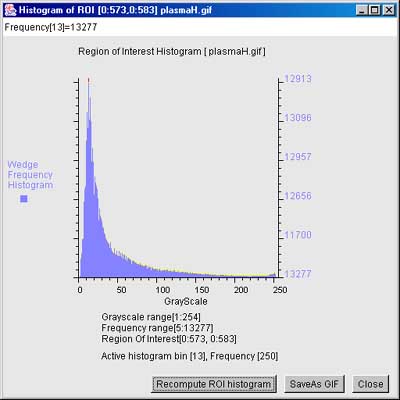 Histogram of ROI [0:573,0:583] plasmaH.gif
Frequency[13]=13277
Region of Interest Histogram [ plasmaH.gif ]
12913
13096
12957
12656
11700
13277
Wedge
Frequency
Histogram
0 50 100 150 200 250
GrayScale
Grayscale range[1:254]
Frequency range[5:13277]
Region Of Interest[0:573, 0:583]
Active histogram bin [13], Frequency [250]
Recompute ROI histogram SaveAs GIF Close